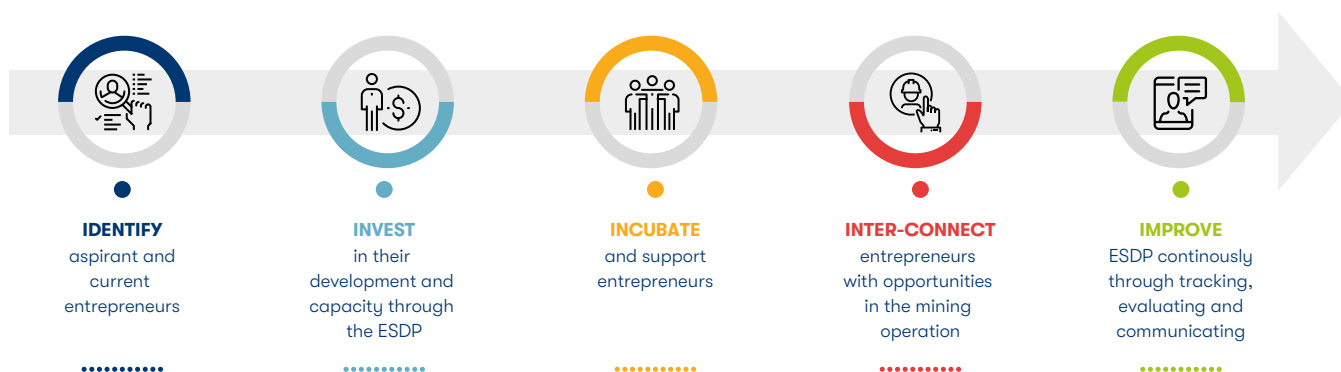 IDENTIFY
aspirant and
current
entrepreneurs
INVEST
in their
development and
capacity through
the ESDP
INCUBATE
and support
entrepreneurs
INTER-CONNECT
entrepreneurs
with opportunities
in the mining
operation
IMPROVE
ESDP continously
through tracking,
evaluating and
communicating